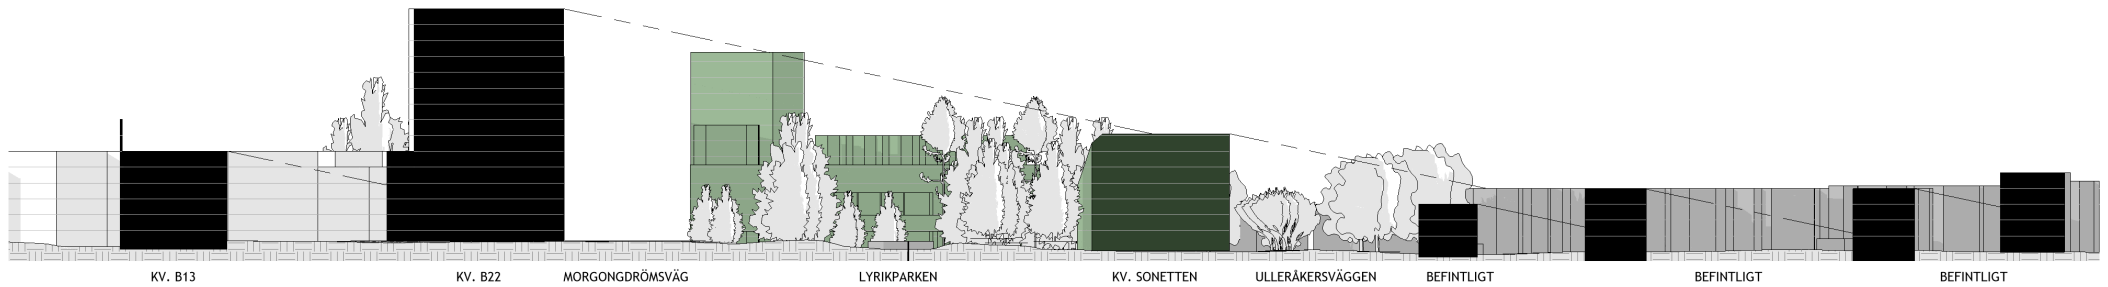 KV. B13
KV. B22
MORGONGDRÖMSVÄG
LYRIKPARKEN
KV. SONETTEN
ULLERÅKERSVÄGGEN
BEFINTLIGT
BEFINTLIGT
BEFINTLIGT